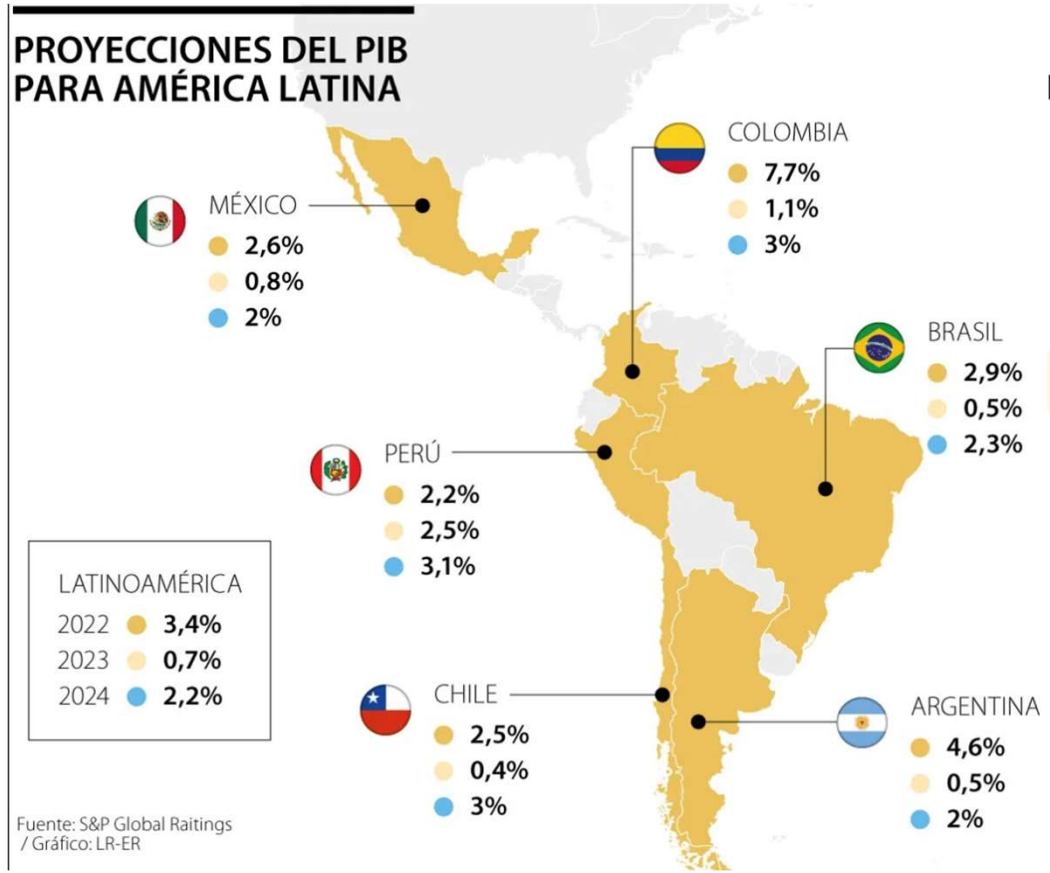 PROYECCIONES DEL PIB
PARA AMÉRICA LATINA
MÉXICO
2,6%
0,8%
2%
COLOMBIA
7,7%
1,1%
3%
BRASIL
2,9%
0,5%
2,3%
PERÚ
2,2%
2,5%
3,1%
LATINOAMÉRICA
2022 3,4%
2023 0,7%
2024 2,2%
CHILE
2,5%
0,4%
3%
ARGENTINA
4,6%
0,5%
2%
Fuente: S&P Global Raitings
/ Gráfico: LR-ER